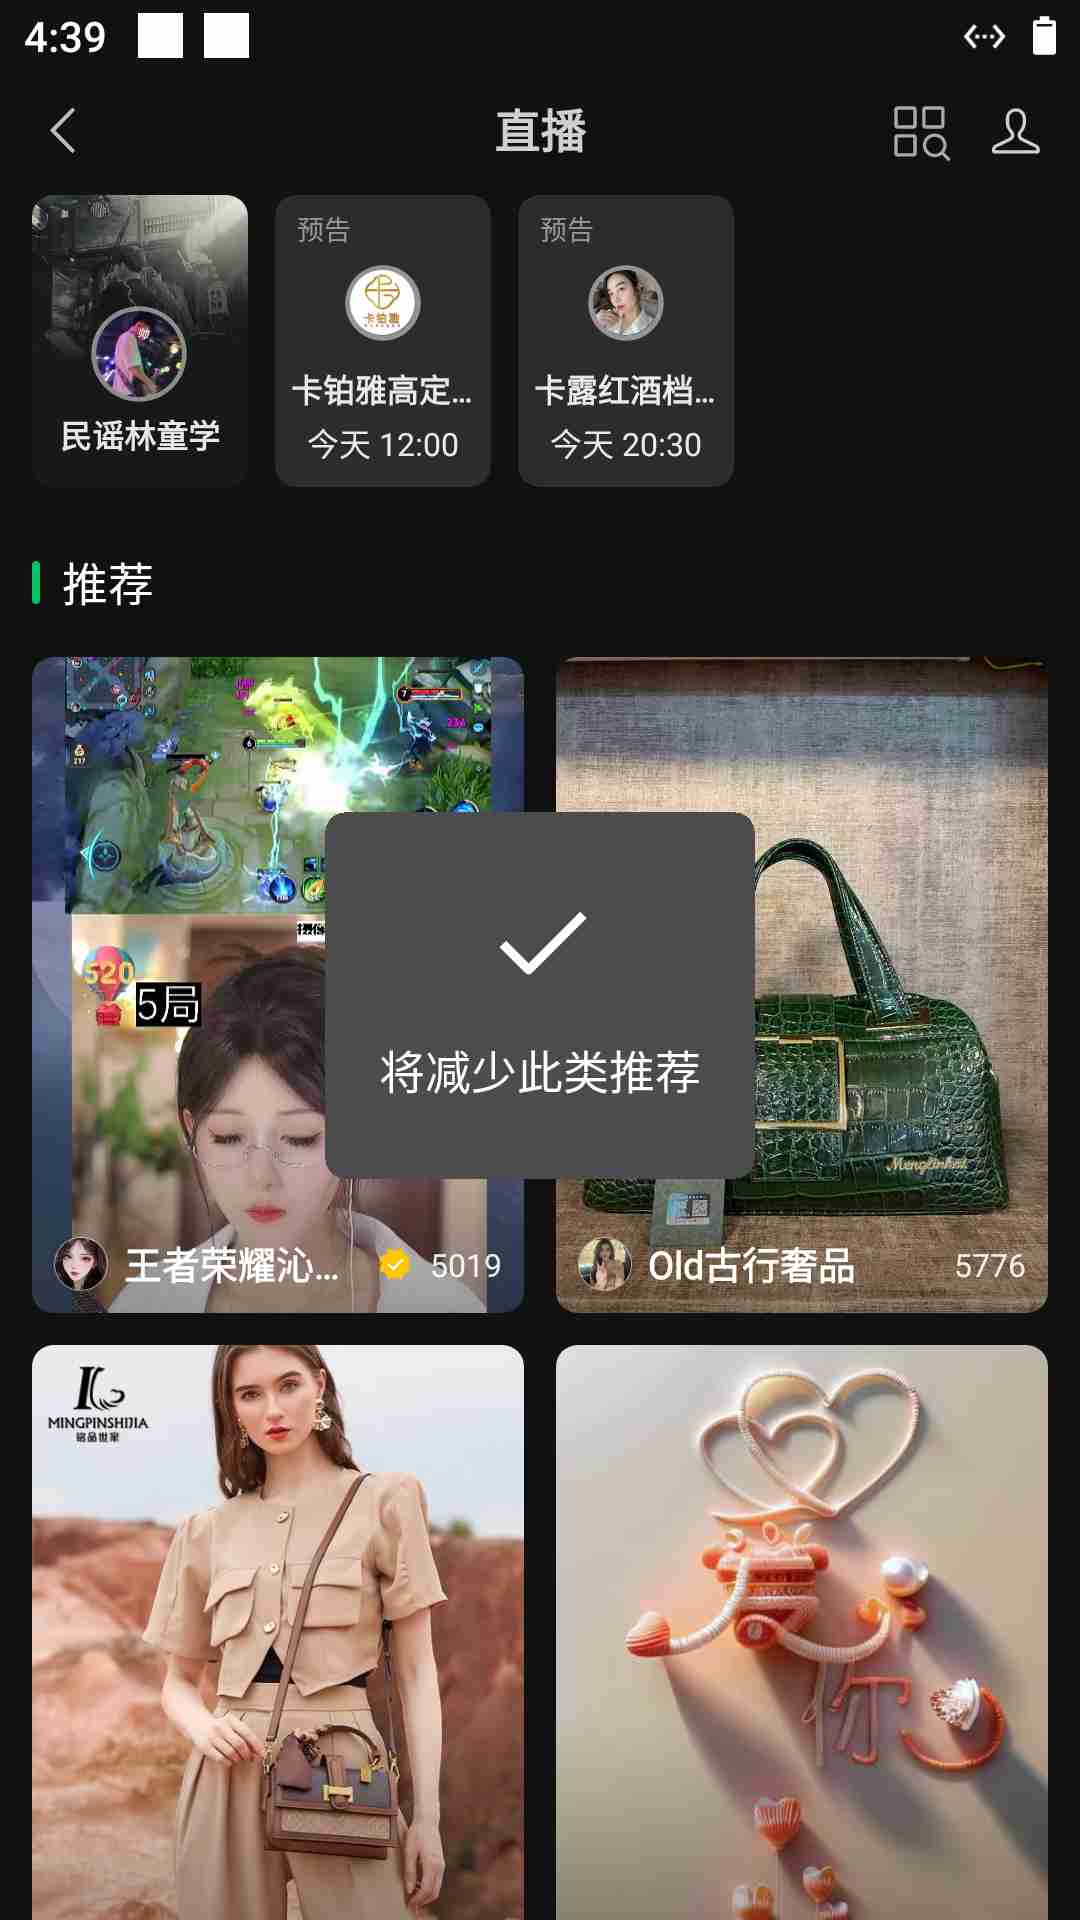 4:39
直播
预告
预告
卡铂雅
民谣林童学
卡铂雅高定...
卡露红酒档...
今天 12:00
今天 20:30
推荐
520
5局
将减少此类推荐
Menglinhui
王者荣耀沁...
5019
Old古行奢品
5776
MINGPINSHIJIA
铭品世家
你